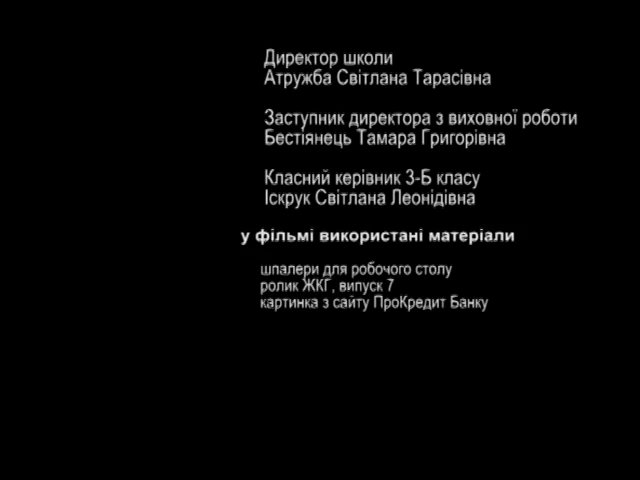 Директор школи
Атружба Світлана Тарасівна
Заступник директора з виховної роботи
Бестіянець Тамара Григорівна
Класний керівник 3-Б класу
Іскрук Світлана Леонідівна
у фільмі використані матеріали
шпалери для робочого столу
ролик ЖКГ, випуск 7
картинка з сайту ПроКредит Банку